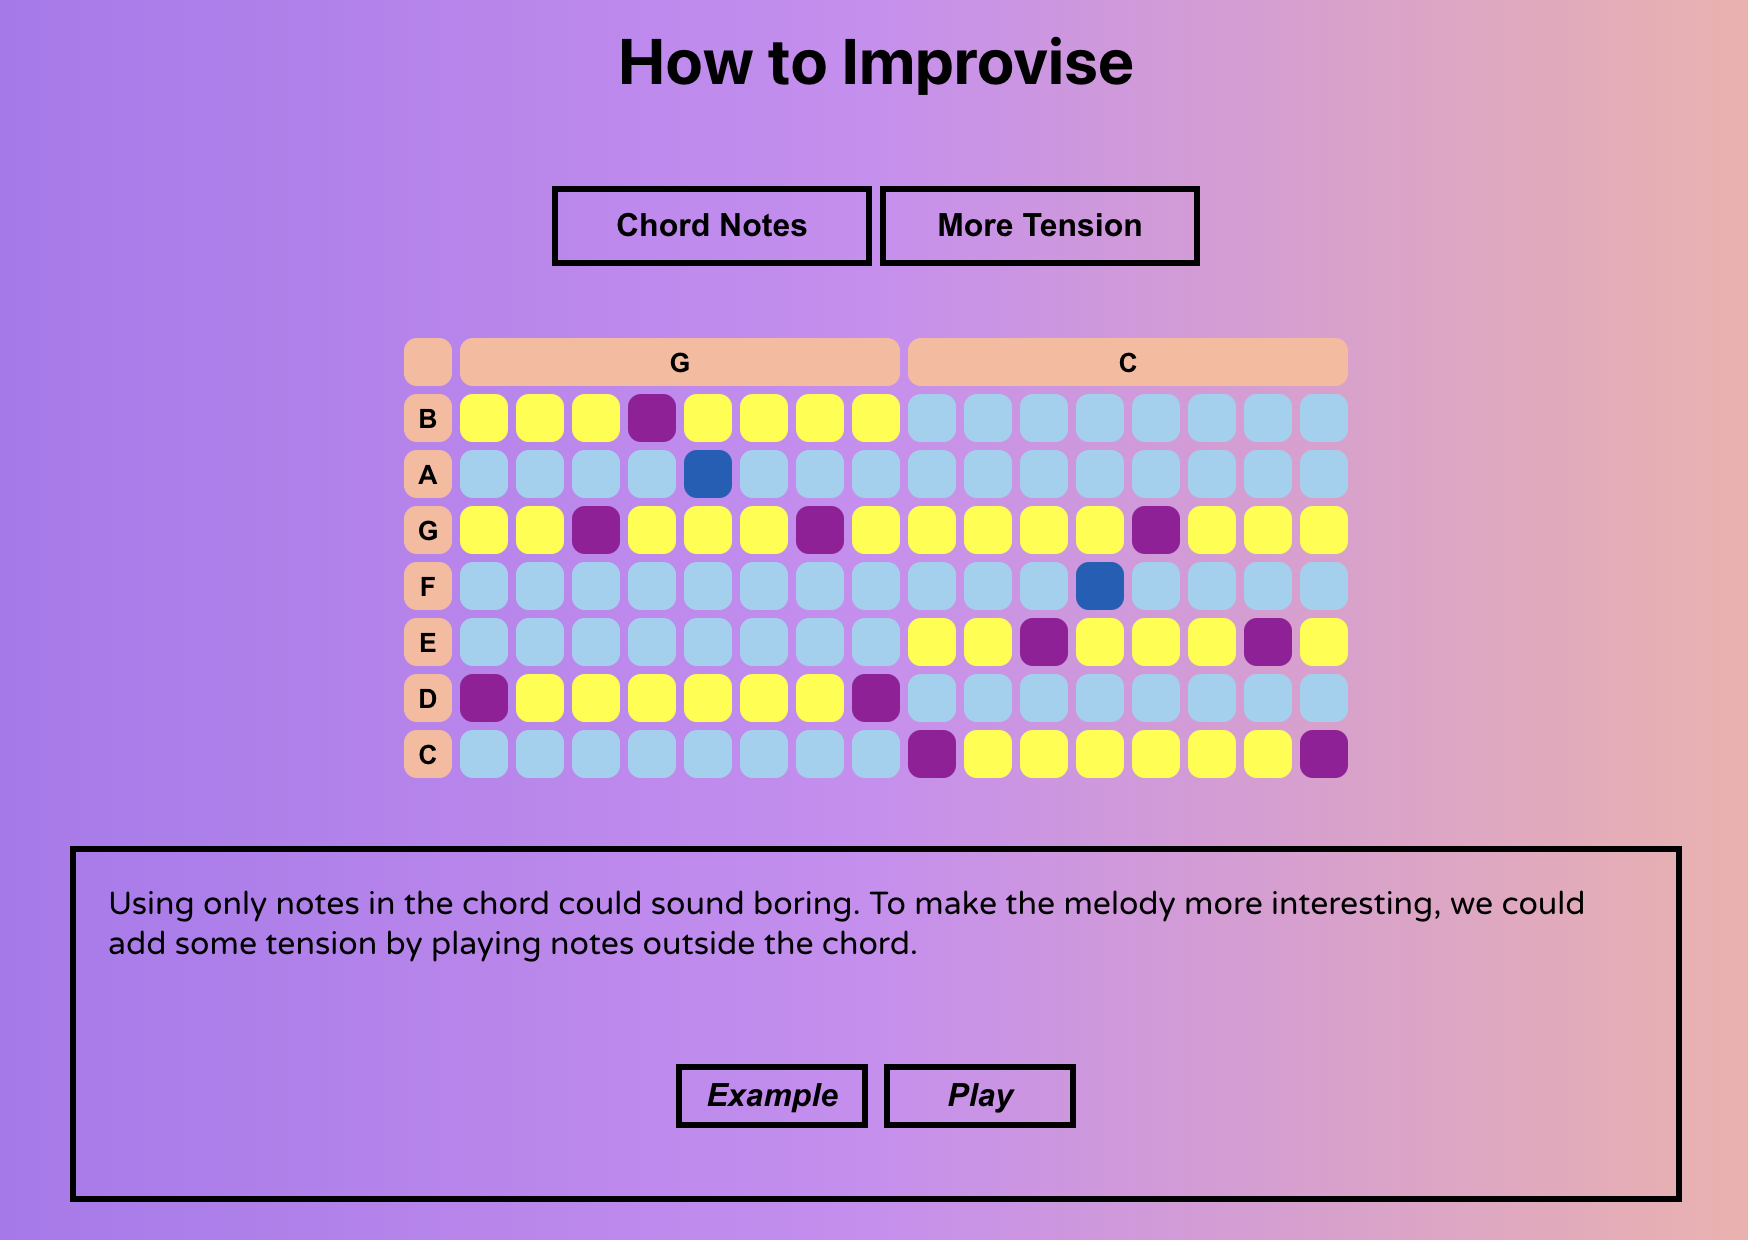 How to Improvise
Chord Notes More Tension
G C
B
A
G
F
E
D
C
Using only notes in the chord could sound boring. To make the melody more interesting, we could
add some tension by playing notes outside the chord.
Example Play